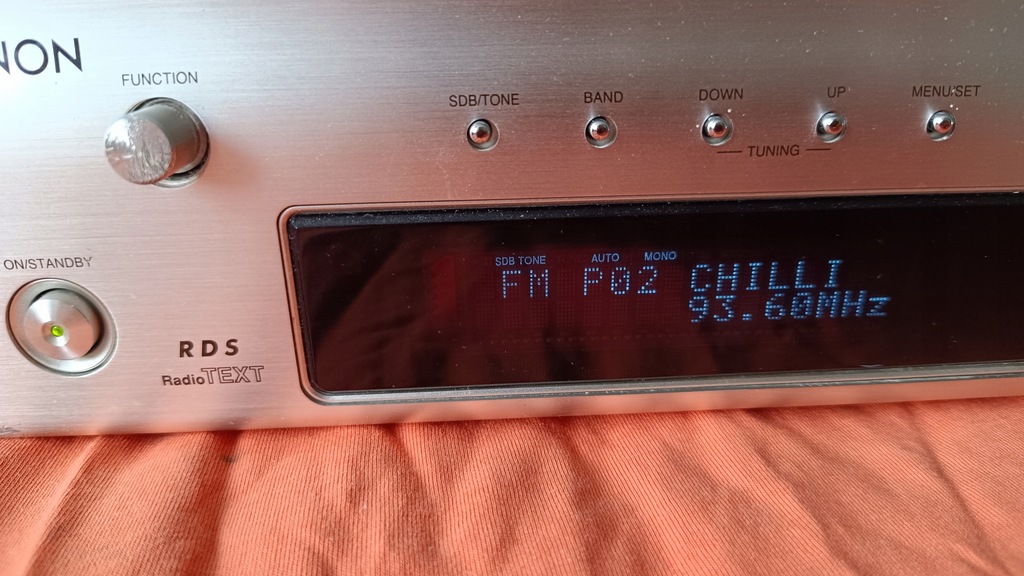 NON
FUNCTION
SDB/TONE
BAND
DOWN
UP
MENU/SET
TUNING
ON/STANDBY
RDS
Radio TEXT
SDB TONE
AUTO
MONO
FM P02 CHILLI
93.60MHz